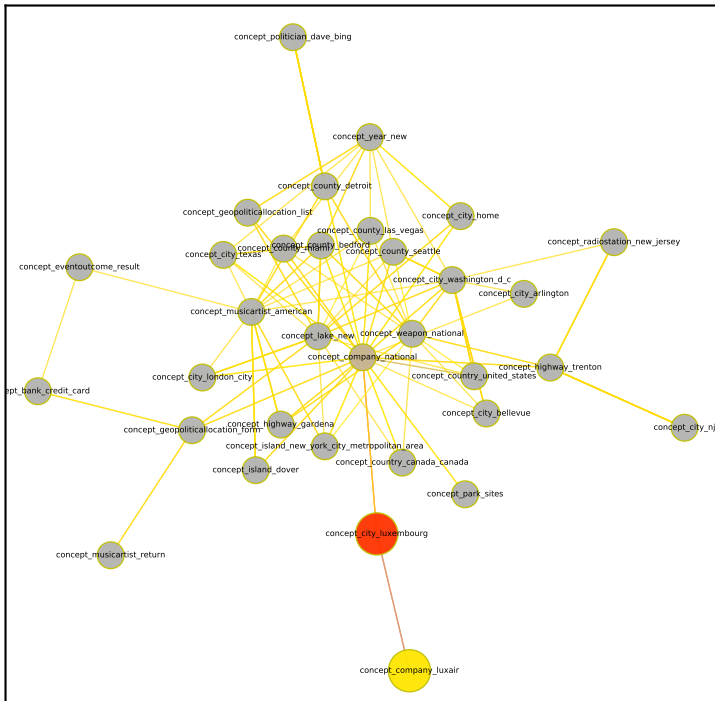 concept_politician_dave_bing
concept_year_new
concept_county_detroit
concept_geopoliticallocation_list
concept_city_home
concept_county_las_vegas
concept_county_bedford
concept_county_miami
concept_city_texas
concept_county_seattle
concept_radiostation_new_jersey
concept_eventoutcome_result
concept_city_washington_d_c
concept_city_arlington
concept_musicartist_american
concept_lake_new
concept_weapon_national
concept_company_national
concept_city_london_city
concept_country_united_states
concept_highway_trenton
ept_bank_credit_card
concept_city_bellevue
concept_highway_gardena
concept_geopoliticallocation_form
concept_city_nj
concept_island_new_york_city_metropolitan_area
concept_country_canada_canada
concept_island_dover
concept_park_sites
concept_city_luxembourg
concept_musicartist_return
concept_company_luxair